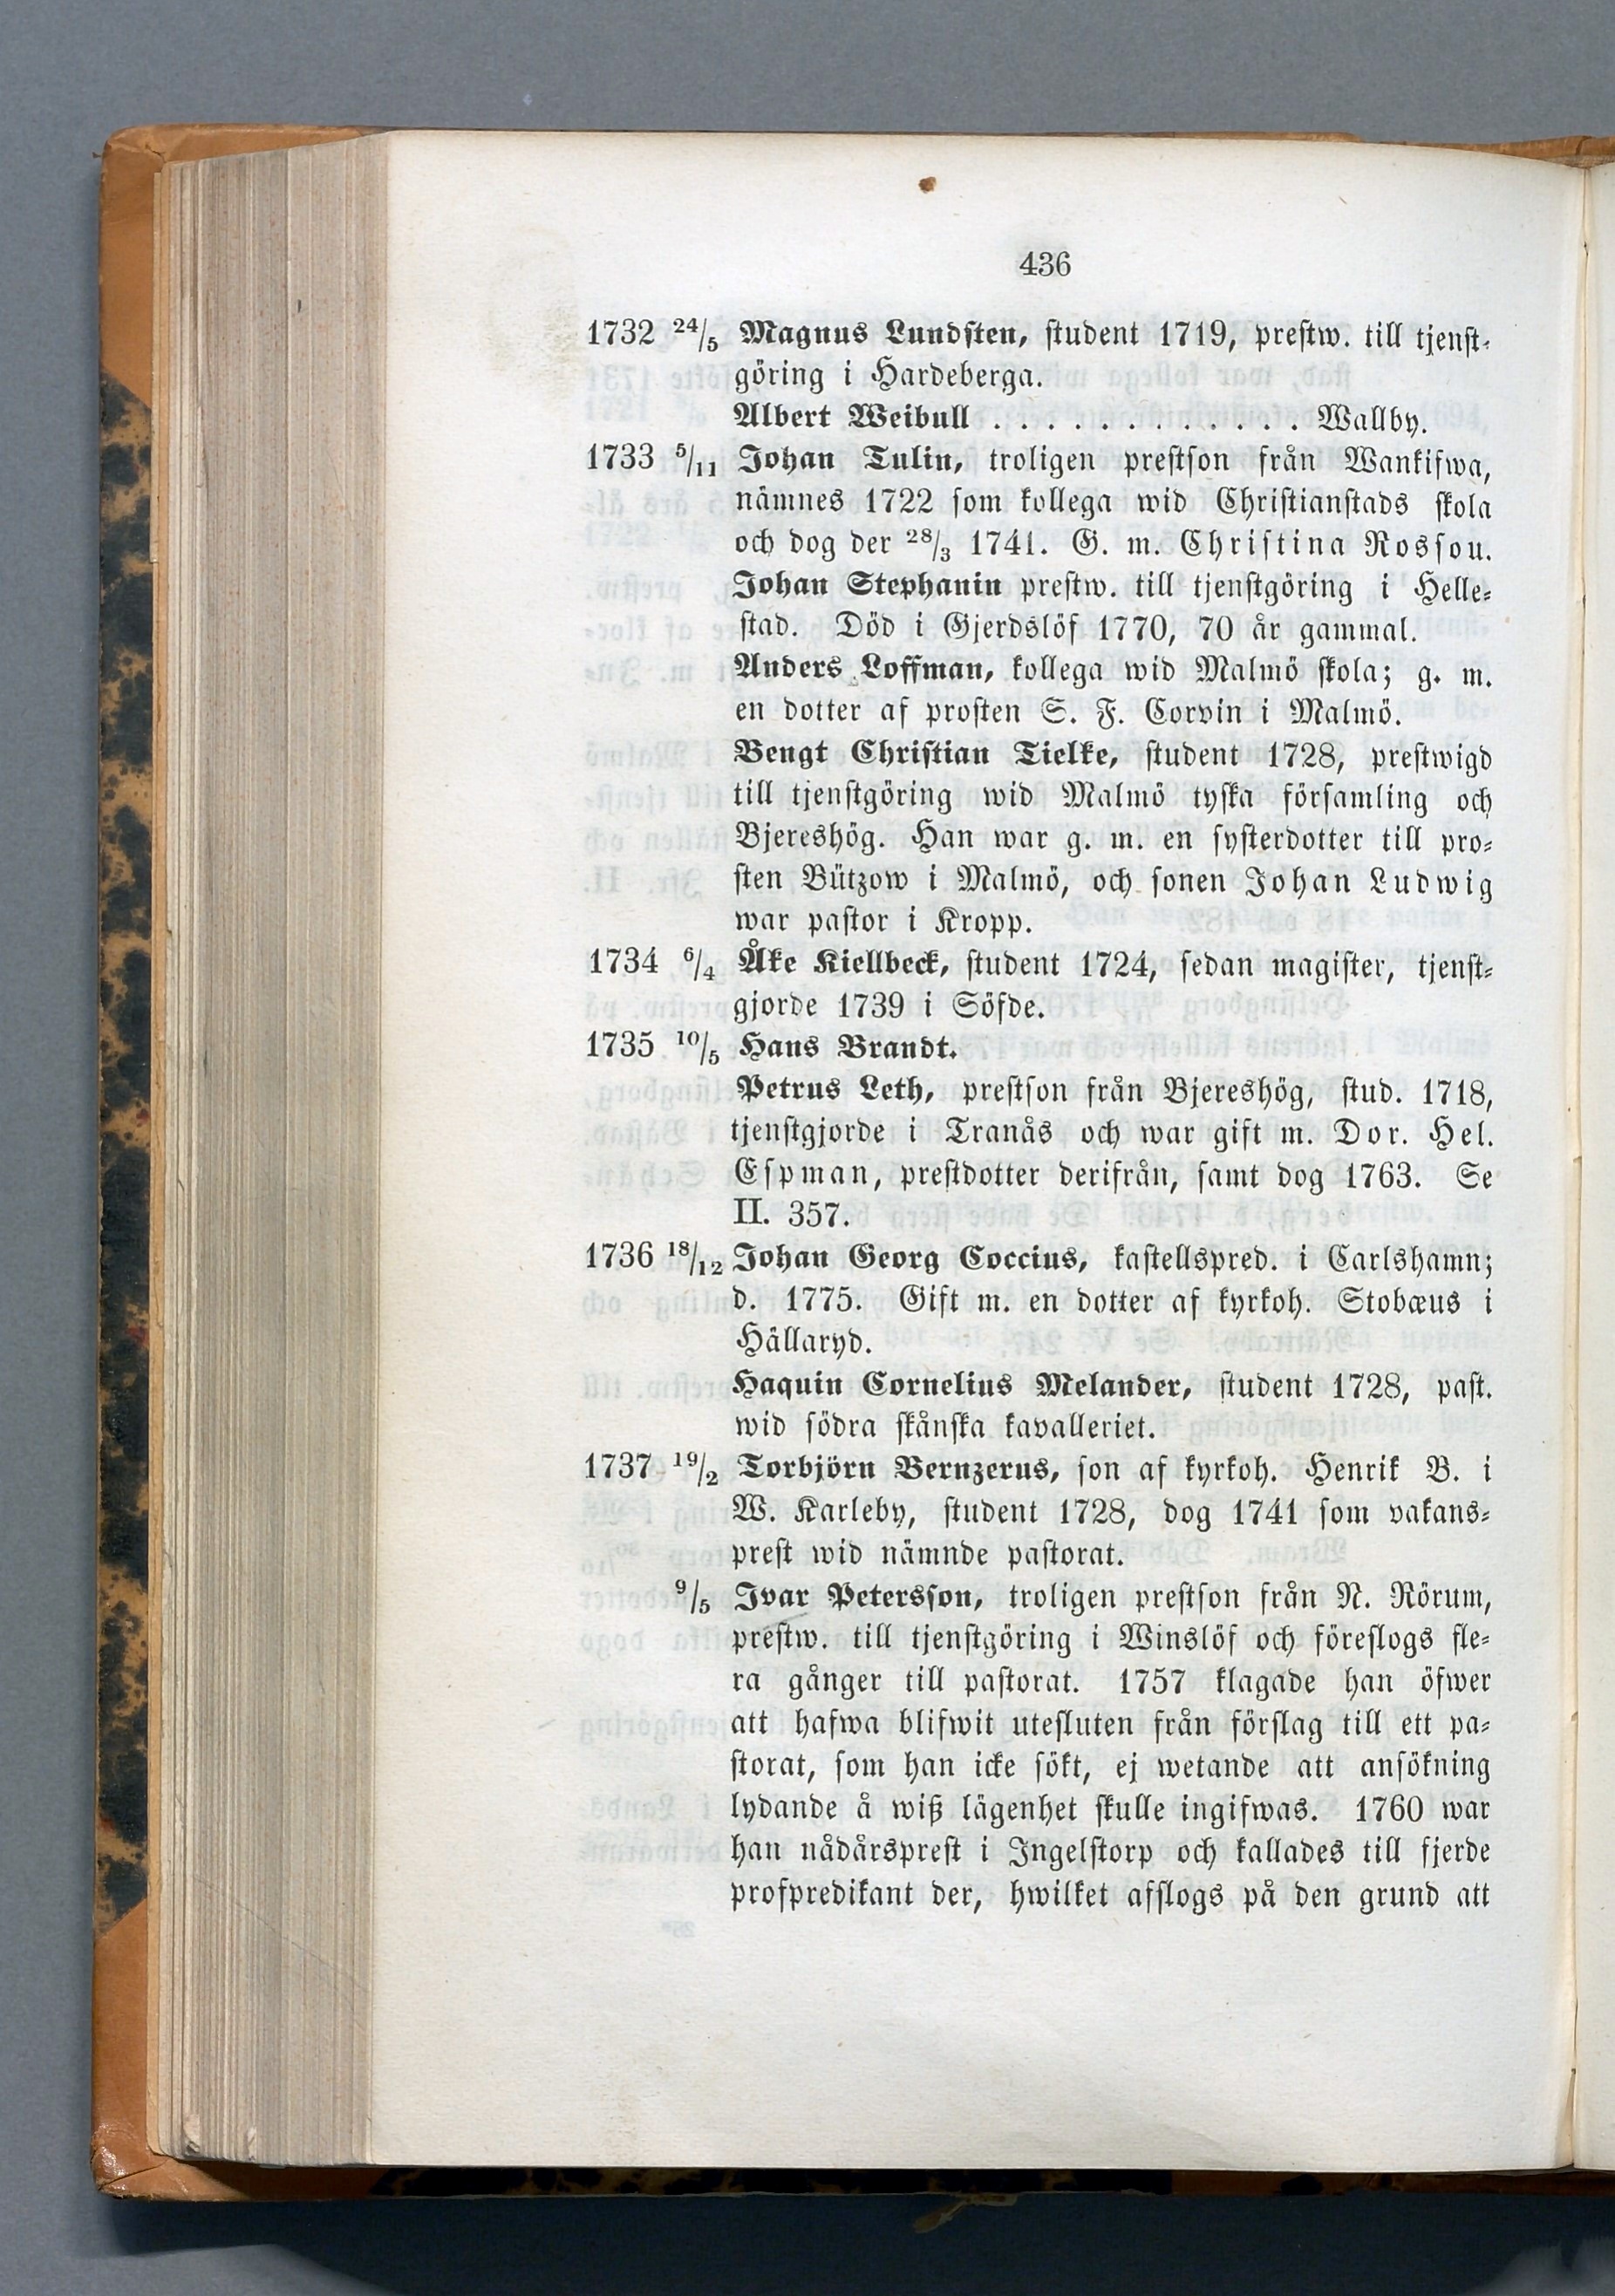 436
1732 24/5 Magnus Lundsten, student 1719, prestw. till tjenst-
göring i Hardeberga.
Albert Weibull . . . . . . . . . . . . Wallby.
1733 5/11 Johan Tulin, troligen prestson från Wankifwa,
nämnes 1722 som kollega wid Christianstads skola
och dog der 28/3 1741. G. m. Christina Rossou.
Johan Stephanin prestw. till tjenstgöring i Helle-
stad. Död i Gjerdslöf 1770, 70 år gammal.
Anders Loffman, kollega wid Malmö skola; g. m.
en dotter af prosten S. F. Corvin i Malmö.
Bengt Christian Tielke, student 1728, prestwigd
till tjenstgöring wid Malmö tyska församling och
Bjereshög. Han war g. m. en systerdotter till pro-
sten Bützow i Malmö, och sonen Johan Ludwig
war pastor i Kropp.
1734 6/4 Åke Kiellbeck, student 1724, sedan magister, tjenst-
gjorde 1739 i Söfde.
1735 10/5 Hans Brandt.
Petrus Leth, prestson från Bjereshög, stud. 1718,
tjenstgjorde i Tranås och war gift m. Dor. Hel.
Espman, prestdotter derifrån, samt dog 1763. Se
II. 357.
1736 18/12 Johan Georg Coccius, kastellspred. i Carlshamn;
d. 1775. Gift m. en dotter af kyrkoh. Stobæus i
Hällaryd.
Haquin Cornelius Melander, student 1728, past.
wid södra skånska kavalleriet.
1737 19/2 Torbjörn Bernzerus, son af kyrkoh. Henrik B. i
W. Karleby, student 1728, dog 1741 som vakans-
prest wid nämnde pastorat.
9/5 Ivar Petersson, troligen prestson från N. Rörum,
prestw. till tjenstgöring i Winslöf och föreslogs fle-
ra gånger till pastorat. 1757 klagade han öfwer
att hafwa blifwit utesluten från förslag till ett pa-
storat, som han icke sökt, ej wetande att ansökning
lydande å wiß lägenhet skulle ingifwas. 1760 war
han nådårsprest i Ingelstorp och kallades till fjerde
profpredikant der, hwilket afslogs på den grund att